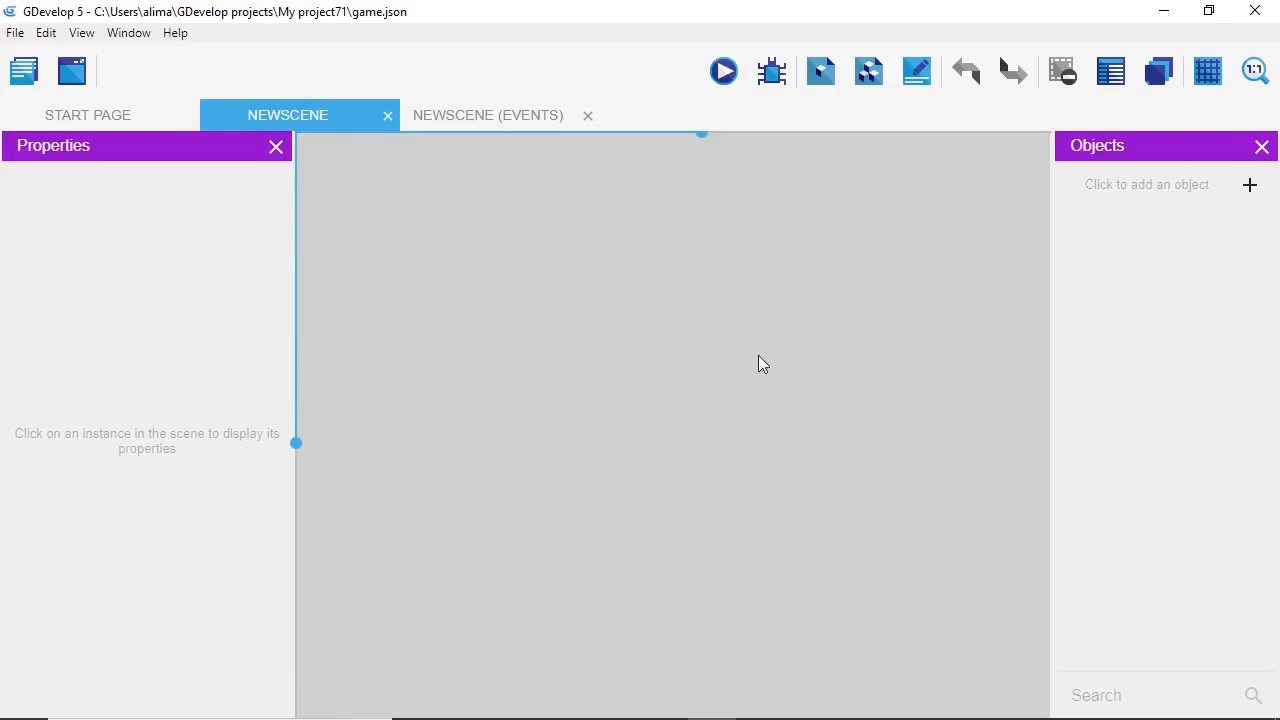 GDevelop 5 - C:\Users\alima\GDevelop projects\My project71\game.json
File Edit View Window Help
1:1
START PAGE
NEWSCENE
NEWSCENE (EVENTS)
Properties
Objects
Click to add an object
Click on an instance in the scene to display its
properties
Search